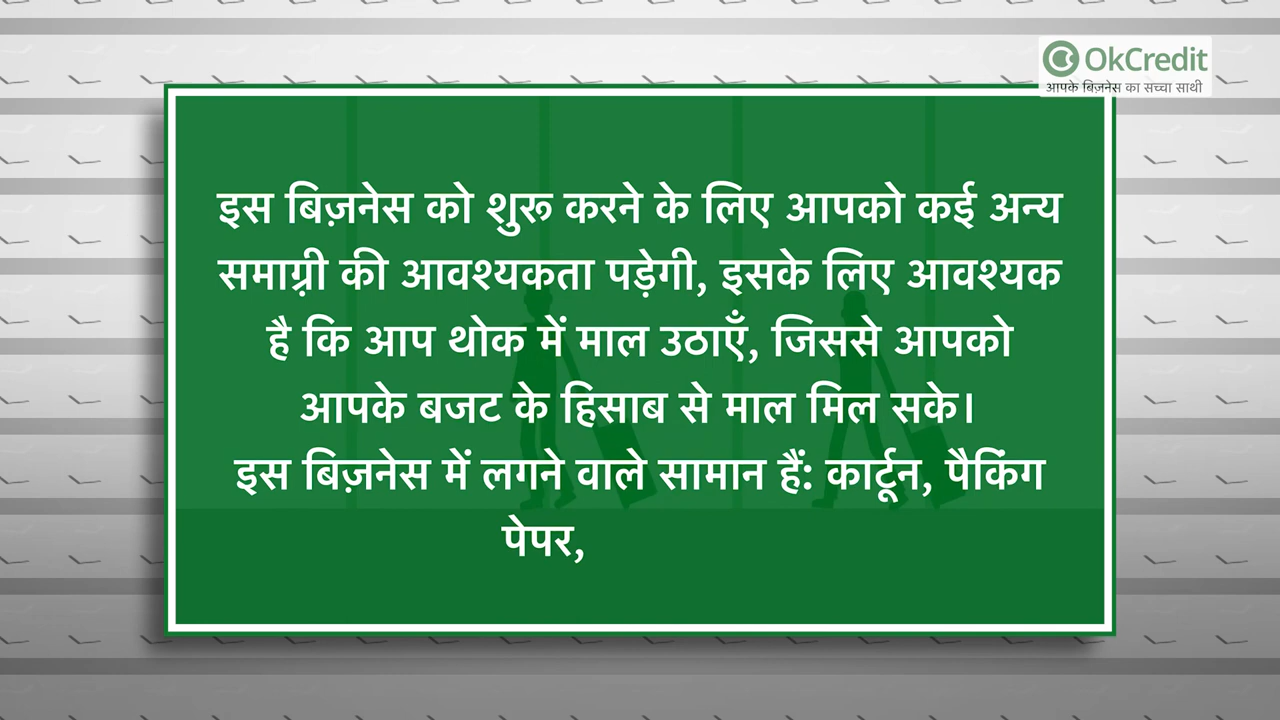 OkCredit
आपके बिज़नेस का सच्चा साथी
इस बिज़नेस को शुरू करने के लिए आपको कई अन्य
समाग्री की आवश्यकता पड़ेगी, इसके लिए आवश्यक
है कि आप थोक में माल उठाएँ, जिससे आपको
आपके बजट के हिसाब से माल मिल सके।
इस बिज़नेस में लगने वाले सामान हैं: कार्टून, पैकिंग
पेपर,